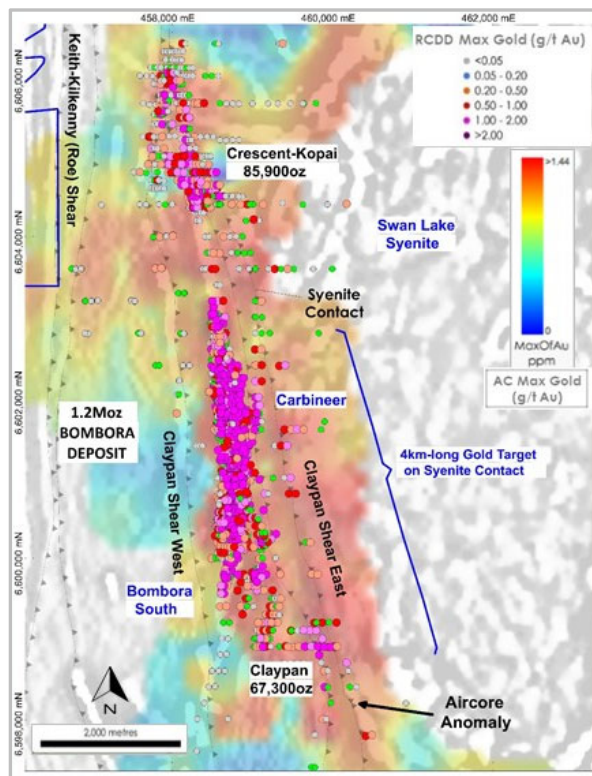 458,000 mE
460,000 mE
462,000 mE
RCDD Max Gold (g/t Au)
<0.05
0.05 - 0.20
0.20 - 0.50
0.50 - 1.00
1.00 - 2.00
>2.00
6,606,000 mN
Keith-Kilkenny (Roe) Shear
Crescent-Kopai
85,900oz
>1.44
0
MaxOfAu
ppm
AC Max Gold
(g/t Au)
Swan Lake
Syenite
6,604,000 mN
Syenite
Contact
6,602,000 mN
1.2Moz
BOMBORA
DEPOSIT
Carbineer
4km-long Gold Target
on Syenite Contact
Claypan Shear West
Claypan Shear East
6,600,000 mN
Bombora
South
Claypan
67,300oz
Aircore
Anomaly
N
2,000 metres
6,598,000 mN